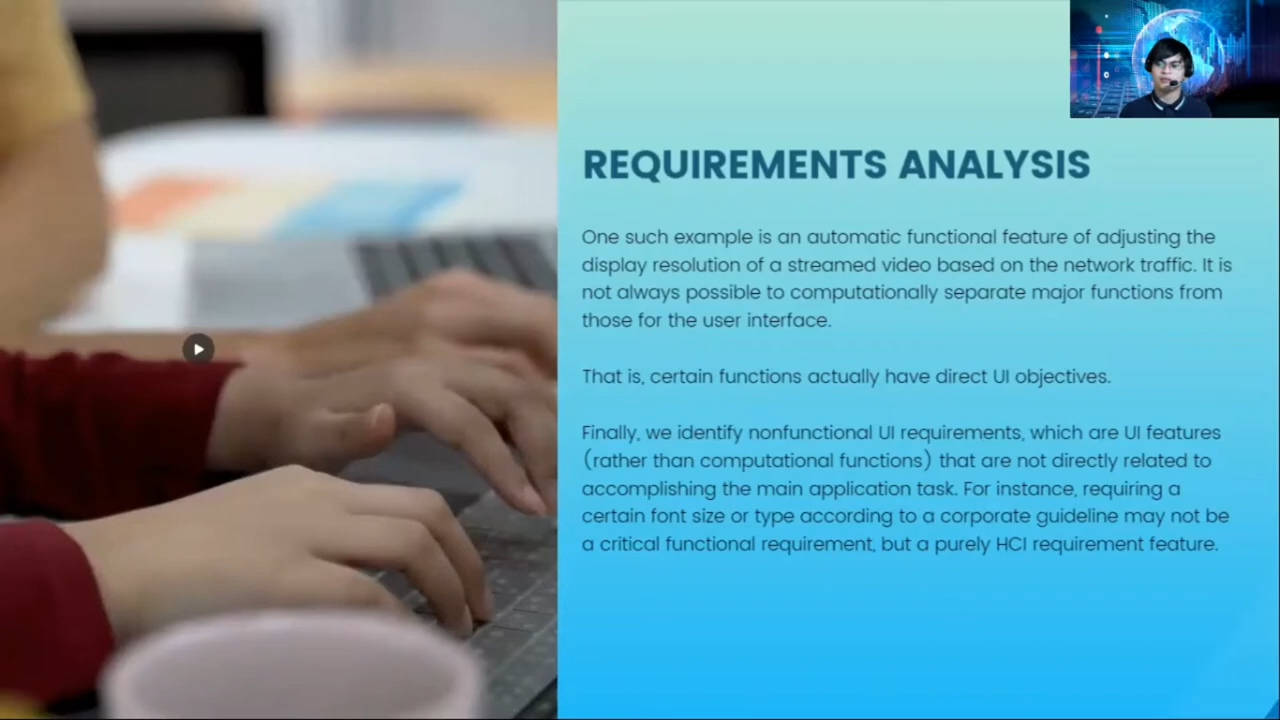 REQUIREMENTS ANALYSIS
One such example is an automatic functional feature of adjusting the
display resolution of a streamed video based on the network traffic. It is
not always possible to computationally separate major functions from
those for the user interface.
That is, certain functions actually have direct UI objectives.
Finally, we identify nonfunctional UI requirements, which are UI features
(rather than computational functions) that are not directly related to
accomplishing the main application task. For instance, requiring a
certain font size or type according to a corporate guideline may not be
a critical functional requirement, but a purely HCI requirement feature.